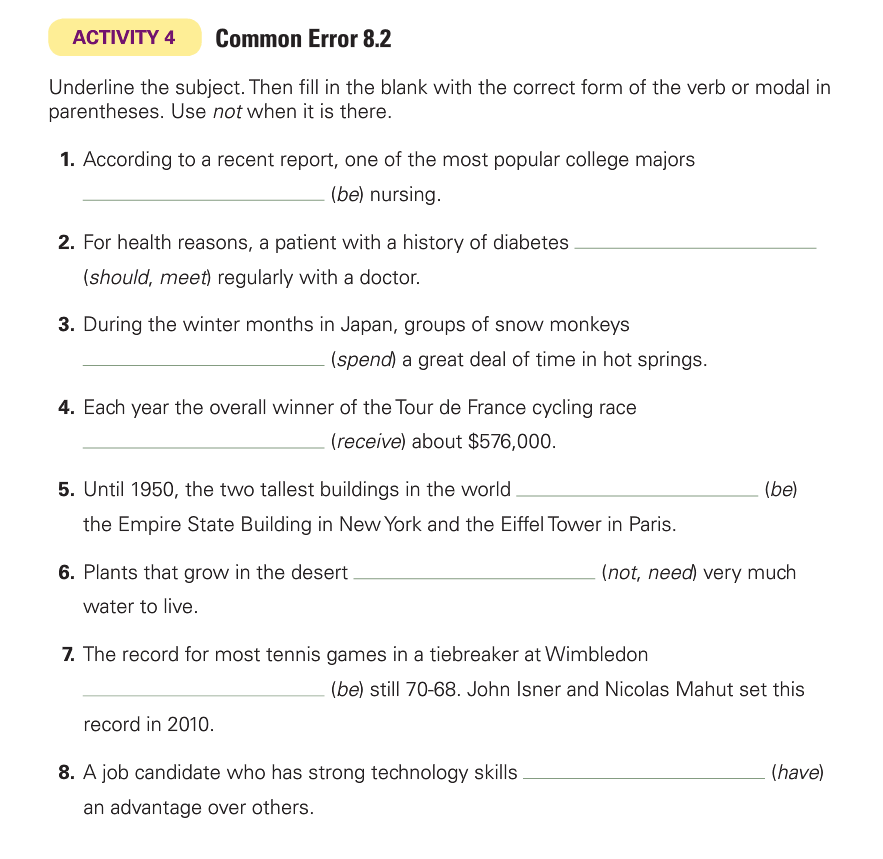 ACTIVITY 4 Common Error 8.2
Underline the subject. Then fill in the blank with the correct form of the verb or modal in
parentheses. Use not when it is there.
1. According to a recent report, one of the most popular college majors
(be) nursing.
2. For health reasons, a patient with a history of diabetes
(should, meet) regularly with a doctor.
3. During the winter months in Japan, groups of snow monkeys
(spend) a great deal of time in hot springs.
4. Each year the overall winner of the Tour de France cycling race
(receive) about $576,000.
5. Until 1950, the two tallest buildings in the world (be)
the Empire State Building in New York and the Eiffel Tower in Paris.
6. Plants that grow in the desert (not, need) very much
water to live.
7. The record for most tennis games in a tiebreaker at Wimbledon
(be) still 70-68. John Isner and Nicolas Mahut set this
record in 2010.
8. A job candidate who has strong technology skills (have)
an advantage over others.